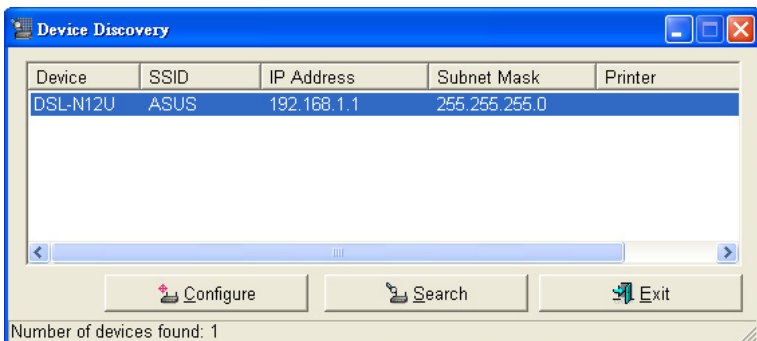 Device Discovery
Device SSID IP Address Subnet Mask Printer
DSL-N12U ASUS 192.168.1.1 255.255.255.0
Configure Search Exit
Number of devices found: 1